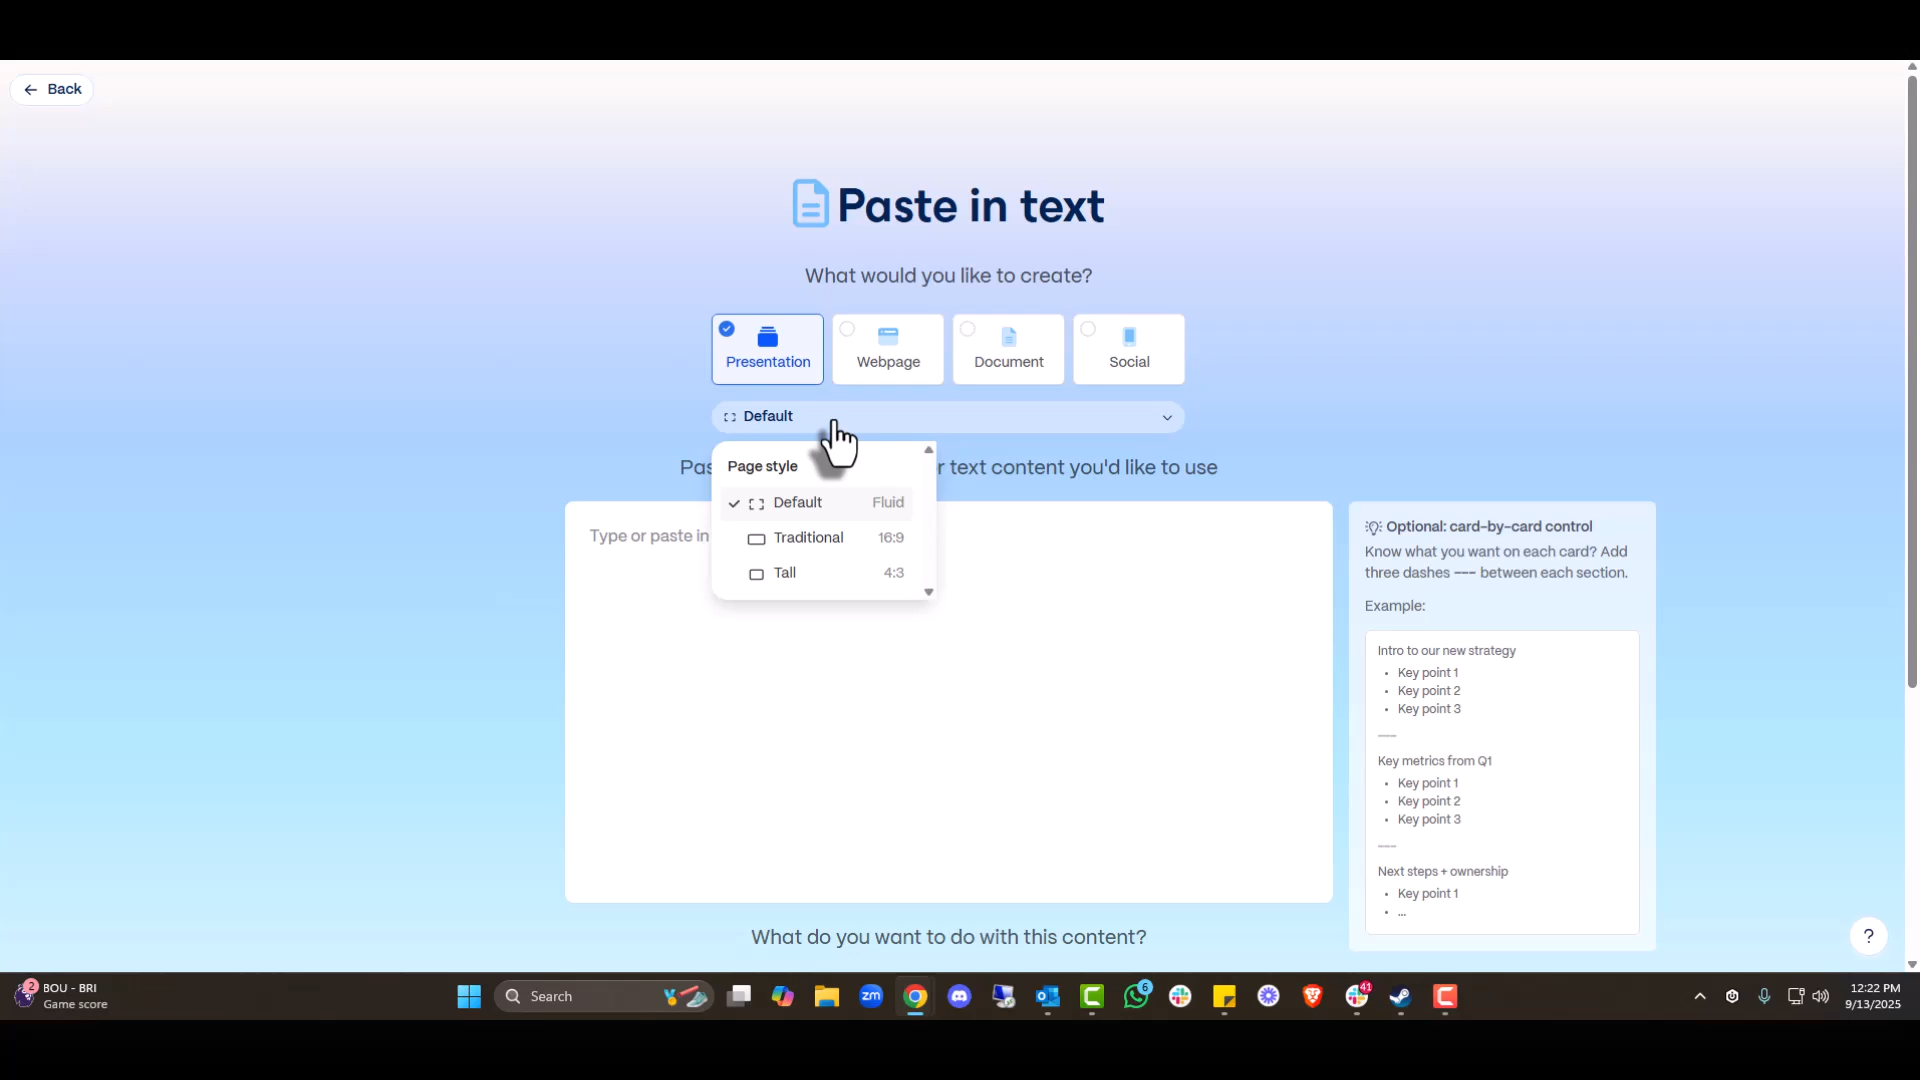 Back
Paste in text
What would you like to create?
Presentation
Webpage
Document
Social
Default
Page style
text content you'd like to use
Default Fluid
Traditional 16:9
Tall 4:3
Type or paste in
Optional: card-by-card control
Know what you want on each card? Add
three dashes --- between each section.
Example:
Intro to our new strategy
• Key point 1
• Key point 2
• Key point 3
---
Key metrics from Q1
• Key point 1
• Key point 2
• Key point 3
---
Next steps + ownership
• Key point 1
• ...
What do you want to do with this content?
?
2
BOU - BRI
Game score
Search
zm
6
41
12:22 PM
9/13/2025